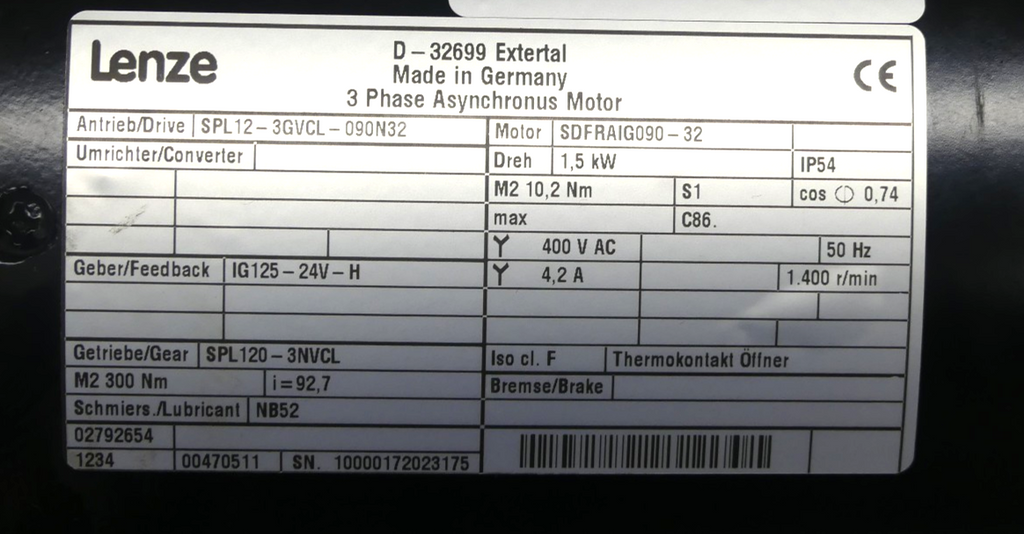 Lenze
D-32699 Extertal
Made in Germany
3 Phase Asynchronus Motor
CE
Antrieb/Drive SPL12-3GVCL-090N32
Umrichter/Converter
Geber/Feedback IG125-24V-H
Getriebe/Gear SPL120-3NVCL
M2 300 Nm i=92,7
Schmiers./Lubricant NB52
02792654
1234 00470511 SN. 10000172023175
Motor SDFRAIG090-32
Dreh 1,5 kW IP54
M2 10,2 Nm S1 cos Φ 0,74
max C86.
Y 400 V AC 50 Hz
Y 4,2 A 1.400 r/min
Iso cl. F Thermokontakt Öffner
Bremse/Brake